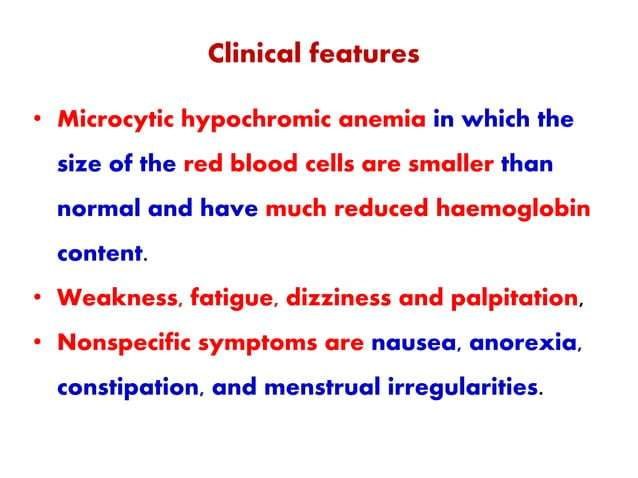 Clinical features
• Microcytic hypochromic anemia in which the
size of the red blood cells are smaller than
normal and have much reduced haemoglobin
content.
• Weakness, fatigue, dizziness and palpitation,
• Nonspecific symptoms are nausea, anorexia,
constipation, and menstrual irregularities.